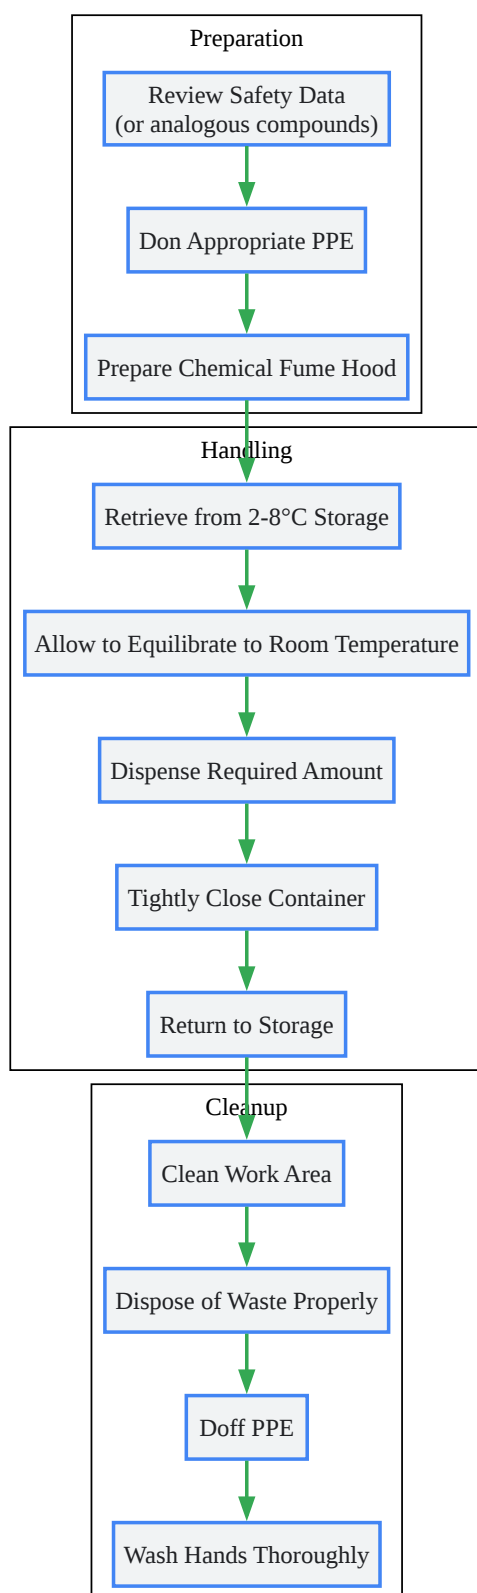 Preparation
Review Safety Data
(or analogous compounds)
Don Appropriate PPE
Prepare Chemical Fume Hood
Handling
Retrieve from 2-8°C Storage
Allow to Equilibrate to Room Temperature
Dispense Required Amount
Tightly Close Container
Return to Storage
Cleanup
Clean Work Area
Dispose of Waste Properly
Doff PPE
Wash Hands Thoroughly